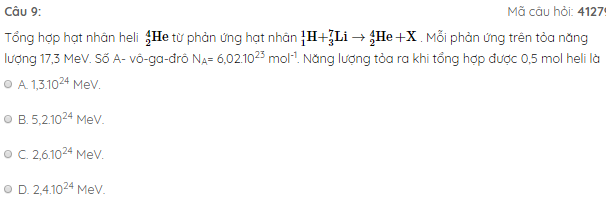 Câu 9: Mã câu hỏi: 4127
Tổng hợp hạt nhân heli ⁴₂He từ phản ứng hạt nhân ¹₁H+⁷₃Li → ⁴₂He +X . Mỗi phản ứng trên tỏa năng
lượng 17,3 MeV. Số A- vô-ga-đrô Nₐ= 6,02.10²³ mol⁻¹. Năng lượng tỏa ra khi tổng hợp được 0,5 mol heli là
A. 1,3.10²⁴ MeV.
B. 5,2.10²⁴ MeV.
C. 2,6.10²⁴ MeV.
D. 2,4.10²⁴ MeV.